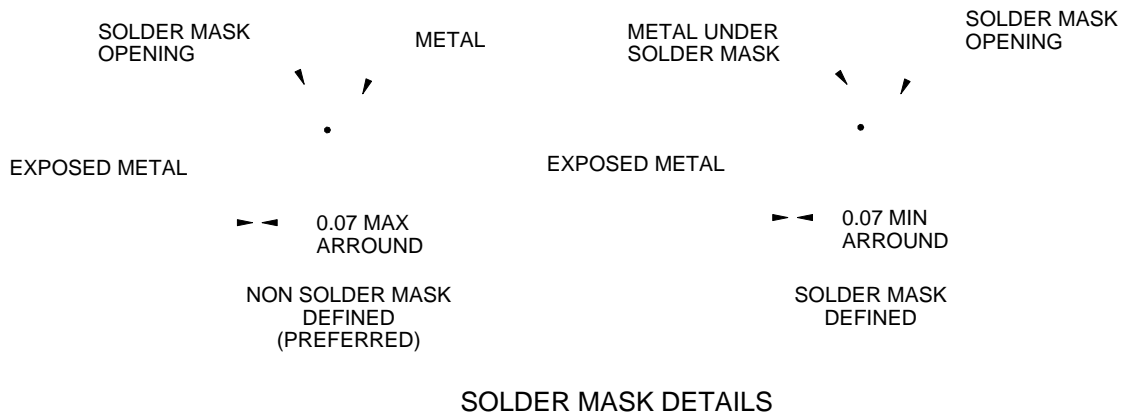 SOLDER MASK
OPENING
METAL
EXPOSED METAL
0.07 MAX
ARROUND
NON SOLDER MASK
DEFINED
(PREFERRED)
METAL UNDER
SOLDER MASK
SOLDER MASK
OPENING
EXPOSED METAL
0.07 MIN
ARROUND
SOLDER MASK
DEFINED
SOLDER MASK DETAILS